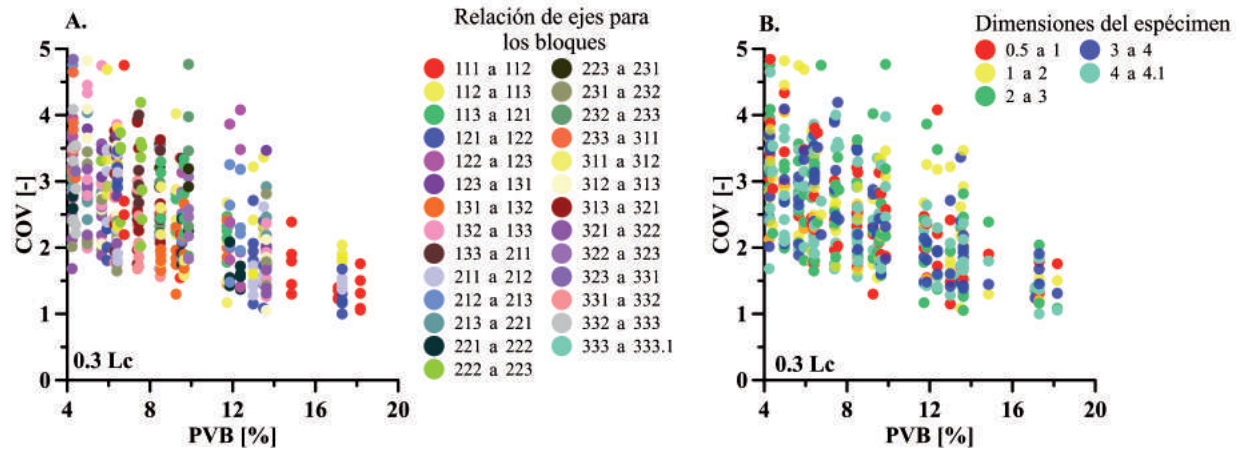 A.
COV [-]
5
4
3
2
1
0
0.3 Lc
4 8 12 16 20
PVB [%]
Relación de ejes para
los bloques
111 a 112
112 a 113
113 a 121
121 a 122
122 a 123
123 a 131
131 a 132
132 a 133
133 a 211
211 a 212
212 a 213
213 a 221
221 a 222
222 a 223
223 a 231
231 a 232
232 a 233
233 a 311
311 a 312
312 a 313
313 a 321
321 a 322
322 a 323
323 a 331
331 a 332
332 a 333
333 a 333.1
B.
COV [-]
5
4
3
2
1
0
0.3 Lc
4 8 12 16 20
PVB [%]
Dimensiones del espécimen
0.5 a 1
1 a 2
2 a 3
3 a 4
4 a 4.1